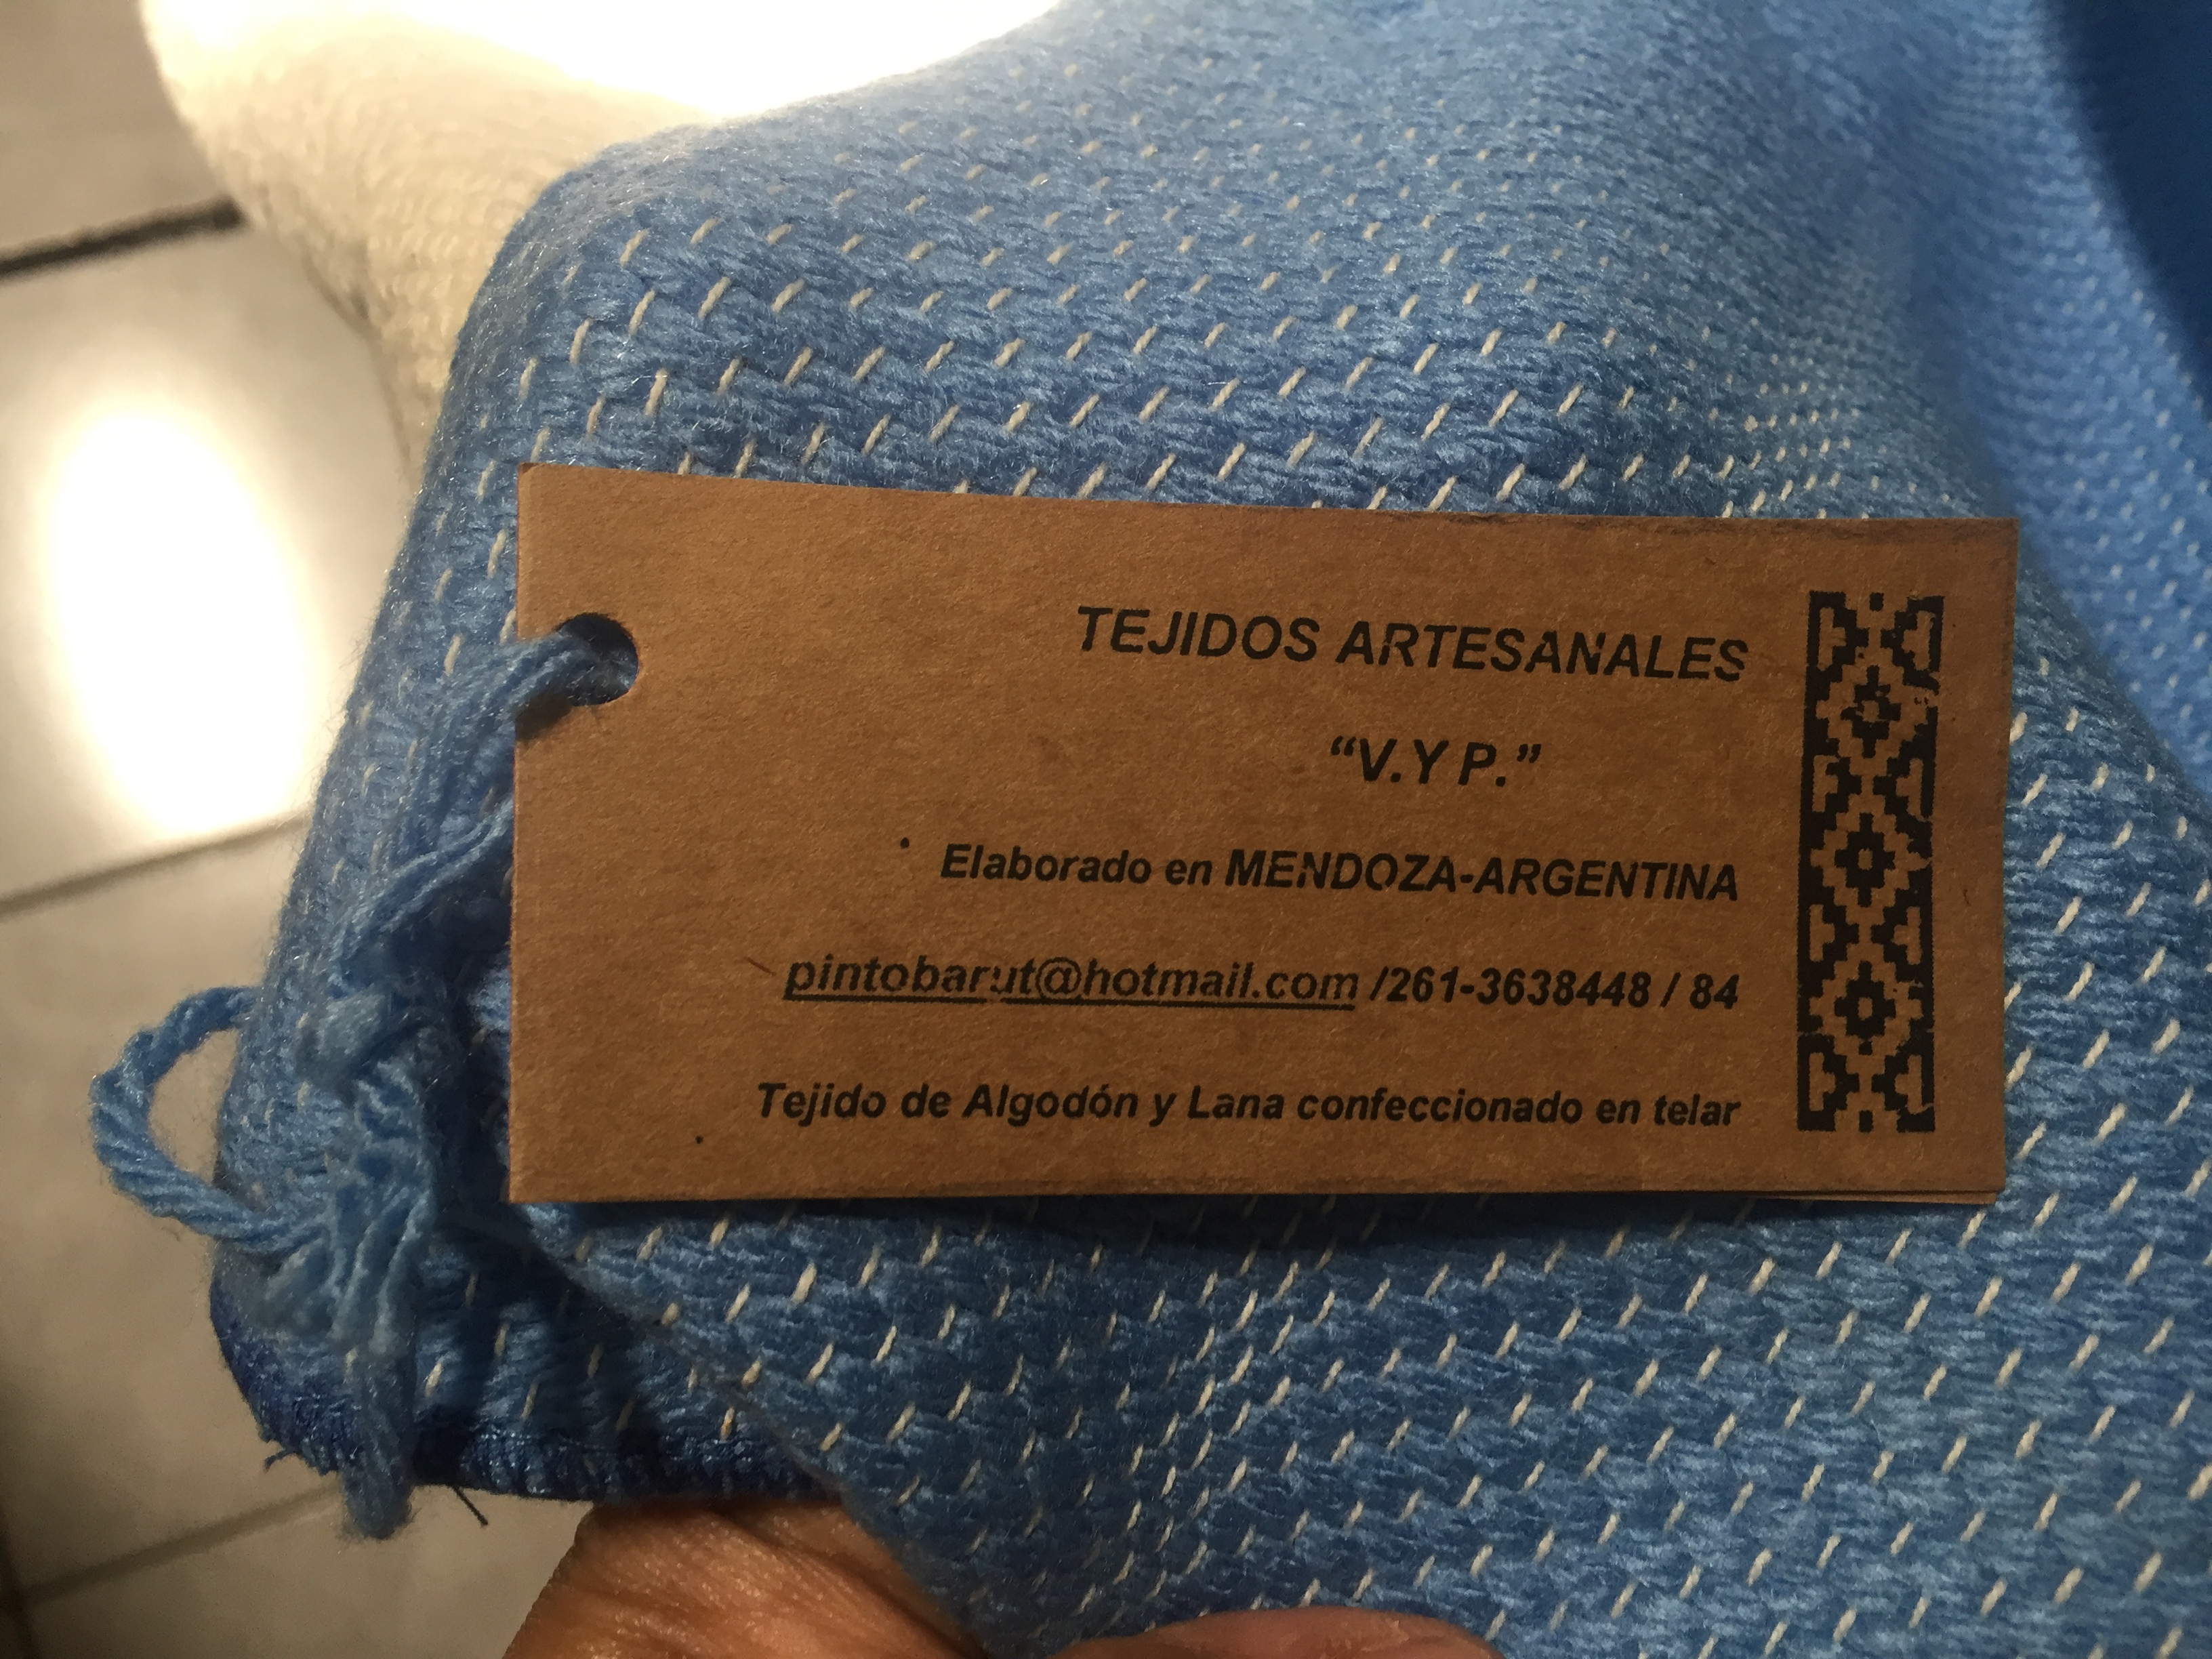 TEJIDOS ARTESANALES
“V.Y P.”
Elaborado en MENDOZA-ARGENTINA
pintobarut@hotmail.com /261-3638448 / 84
Tejido de Algodón y Lana confeccionado en telar